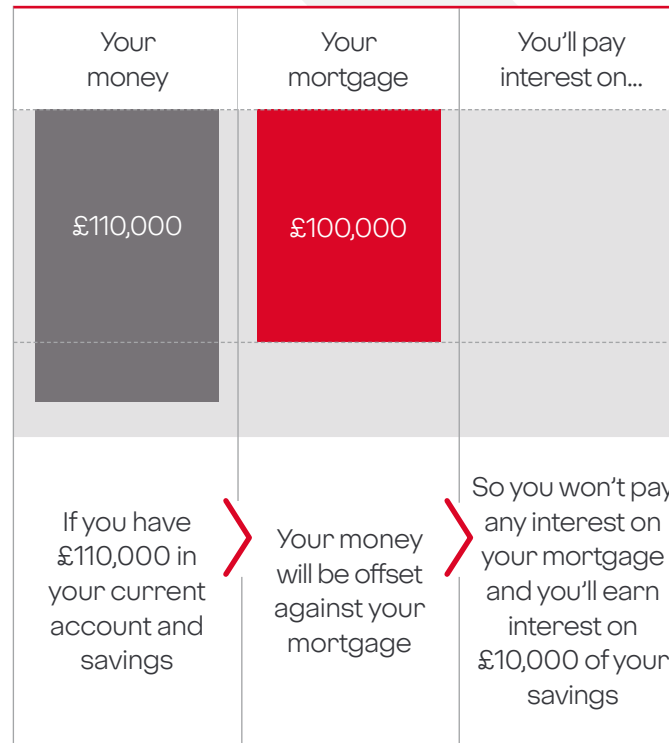 Your
money
Your
mortgage
You'll pay
interest on...
£110,000
£100,000
If you have
£110,000 in
your current
account and
savings
Your money
will be offset
against your
mortgage
So you won't pay
any interest on
your mortgage
and you'll earn
interest on
£10,000 of your
savings